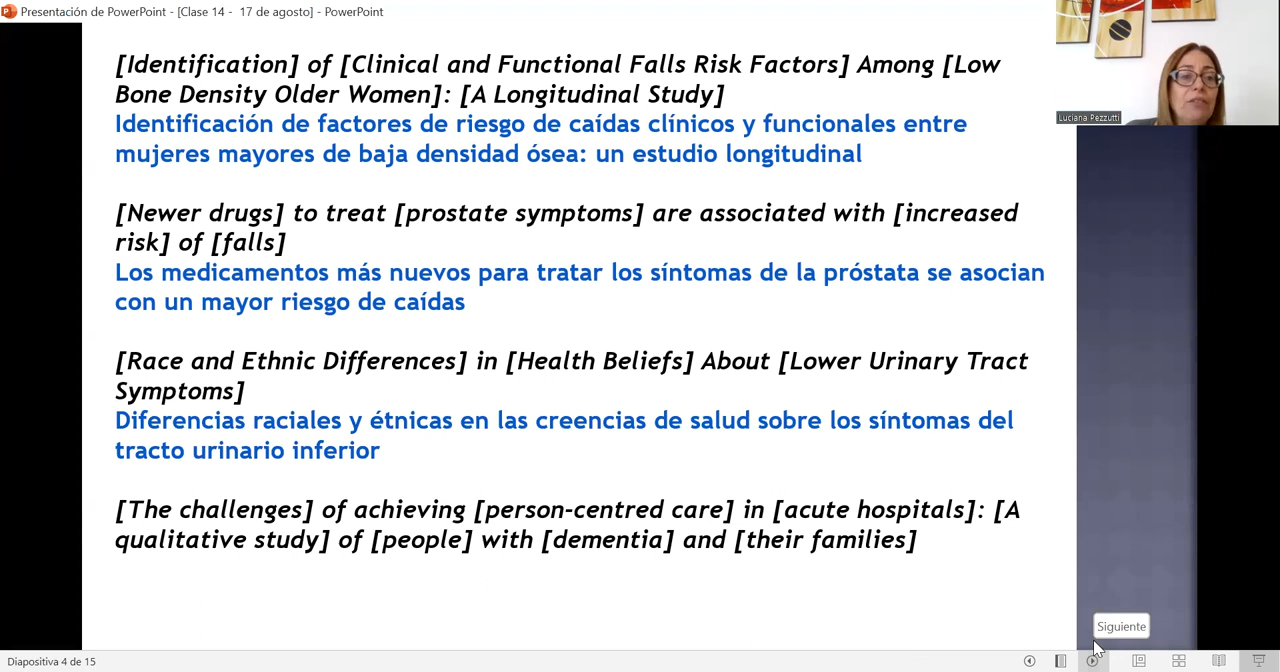 Presentación de PowerPoint - [Clase 14 - 17 de agosto] - PowerPoint
[Identification] of [Clinical and Functional Falls Risk Factors] Among [Low
Bone Density Older Women]: [A Longitudinal Study]
Identificación de factores de riesgo de caídas clínicos y funcionales entre
mujeres mayores de baja densidad ósea: un estudio longitudinal
[Newer drugs] to treat [prostate symptoms] are associated with [increased
risk] of [falls]
Los medicamentos más nuevos para tratar los síntomas de la próstata se asocian
con un mayor riesgo de caídas
[Race and Ethnic Differences] in [Health Beliefs] About [Lower Urinary Tract
Symptoms]
Diferencias raciales y étnicas en las creencias de salud sobre los síntomas del
tracto urinario inferior
[The challenges] of achieving [person-centred care] in [acute hospitals]: [A
qualitative study] of [people] with [dementia] and [their families]
Luciana Pezzutti
Siguiente
Diapositiva 4 de 15